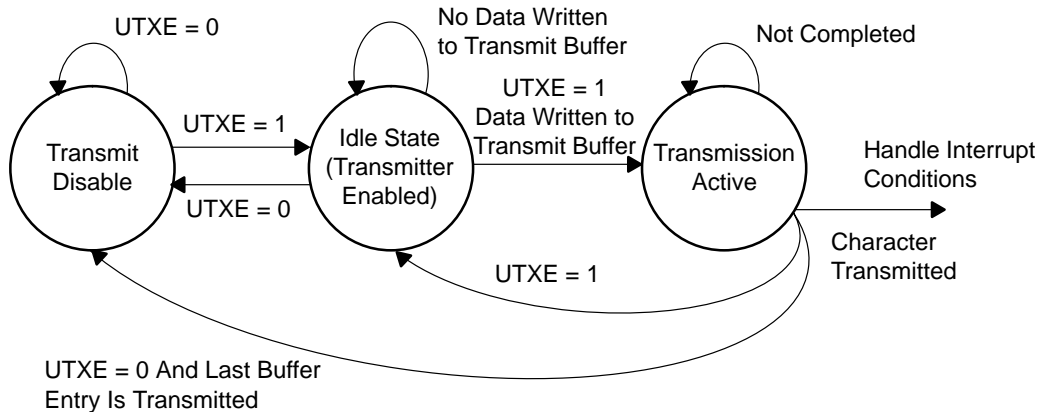 UTXE = 0
No Data Written
to Transmit Buffer
Not Completed
UTXE = 1
Data Written to
Transmit Buffer
UTXE = 1
Transmit
Disable
Idle State
(Transmitter
Enabled)
Transmission
Active
Handle Interrupt
Conditions
UTXE = 0
Character
Transmitted
UTXE = 1
UTXE = 0 And Last Buffer
Entry Is Transmitted